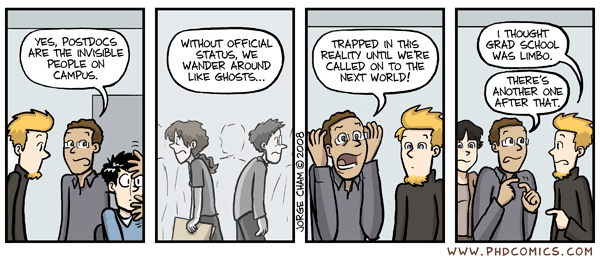 YES, POSTDOCS
ARE THE INVISIBLE
PEOPLE ON
CAMPUS.
WITHOUT OFFICIAL
STATUS, WE
WANDER AROUND
LIKE GHOSTS...
TRAPPED IN THIS
REALITY UNTIL WE'RE
CALLED ON TO THE
NEXT WORLD!
JORGE CHAM © 2008
I THOUGHT
GRAD SCHOOL
WAS LIMBO.
THERE'S
ANOTHER ONE
AFTER THAT.
WWW.PHDCOMICS.COM